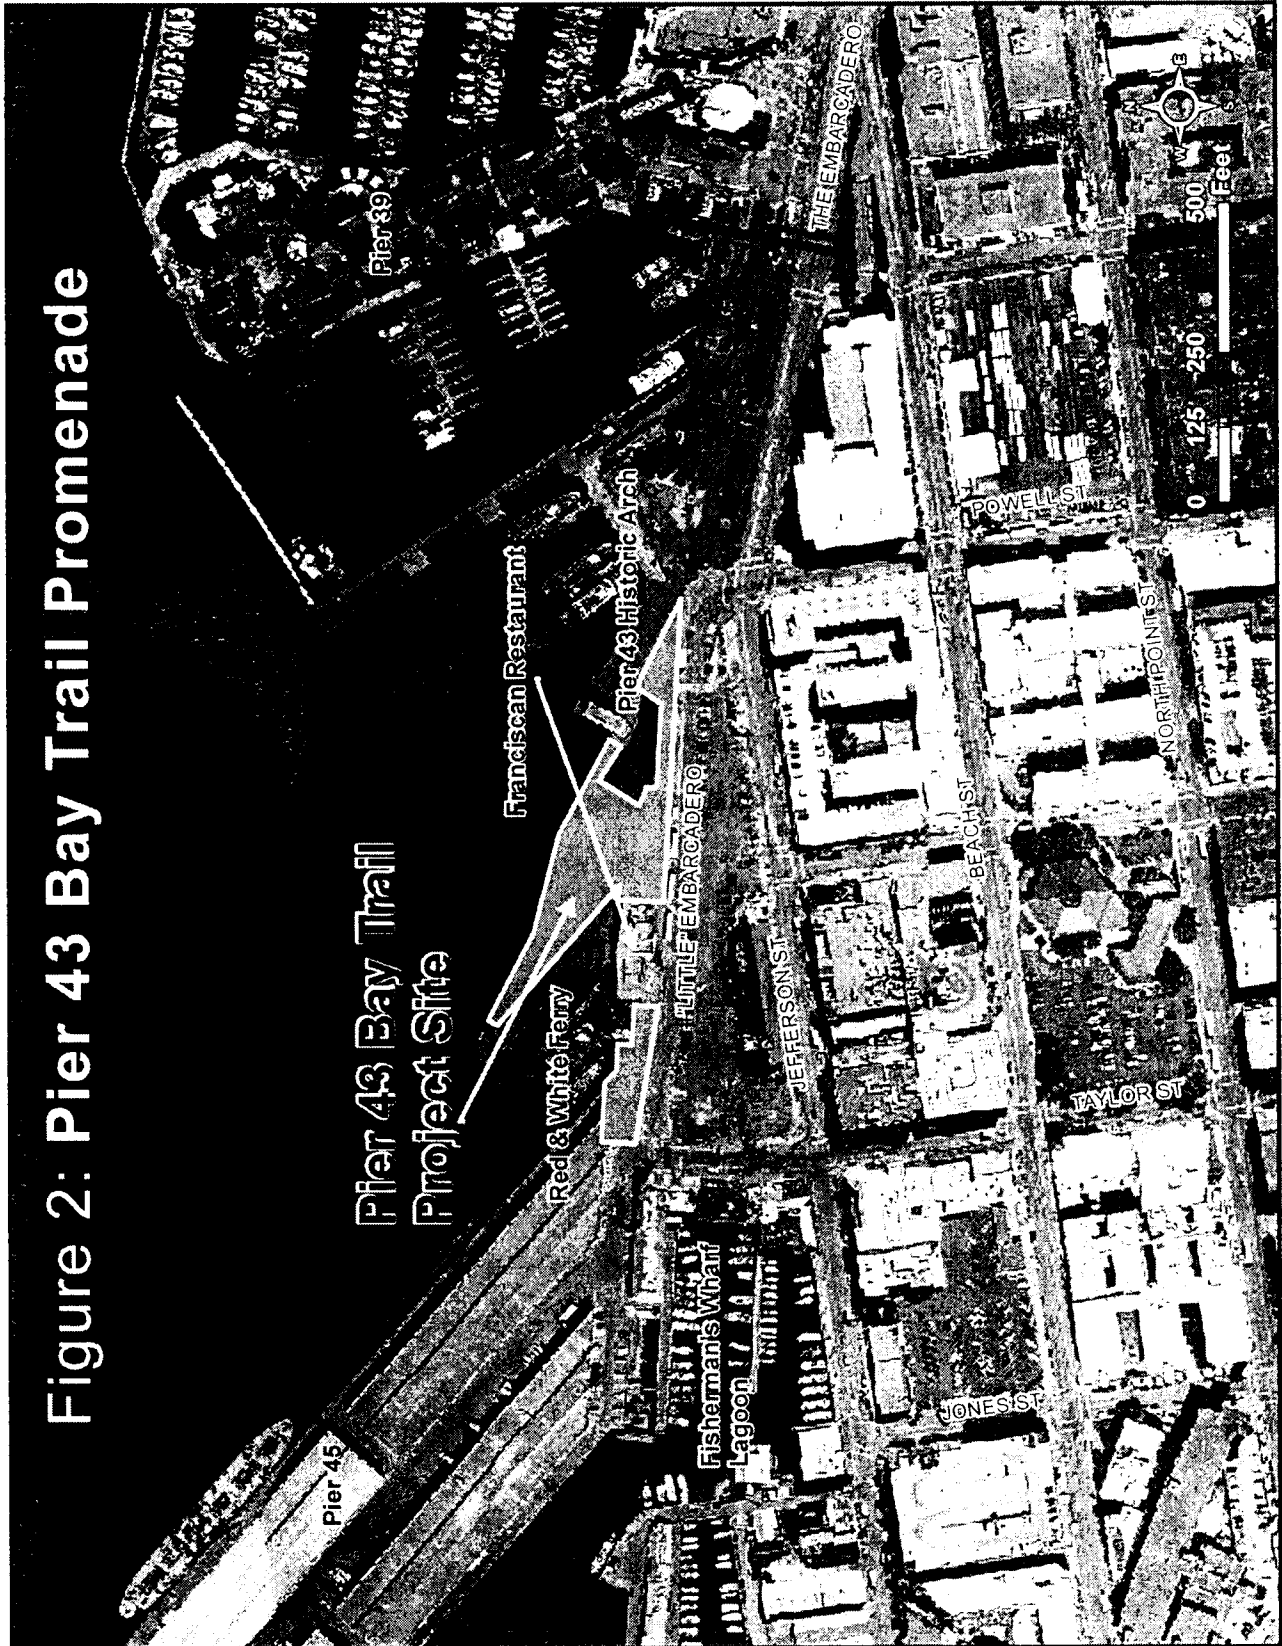 Figure 2: Pier 43 Bay Trail Promenade
Pier 39
Pier 43 Bay Trail
Project Site
Franciscan Restaurant
Pier 43 Historic Arch
Red & White Ferry
Pier 45
Fisherman's Wharf
Lagoon
THE EMBARCADERO
LITTLE EMBARCADERO
JEFFERSON ST
BEACH ST
NORTH POINT ST
POWELL ST
TAYLOR ST
JONES ST
N
W
E
S
0 125 250 500
Feet